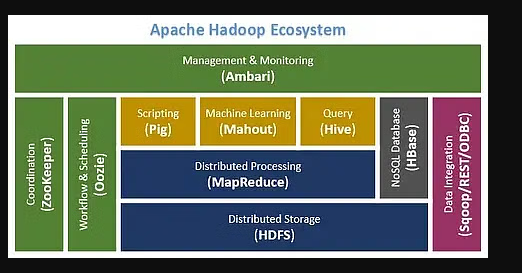 Apache Hadoop Ecosystem
Management & Monitoring
(Ambari)
Coordination
(ZooKeeper)
Workflow & Scheduling
(Oozie)
Scripting
(Pig)
Machine Learning
(Mahout)
Query
(Hive)
NoSQL Database
(HBase)
Data Integration
(Sqoop/REST/ODBC)
Distributed Processing
(MapReduce)
Distributed Storage
(HDFS)